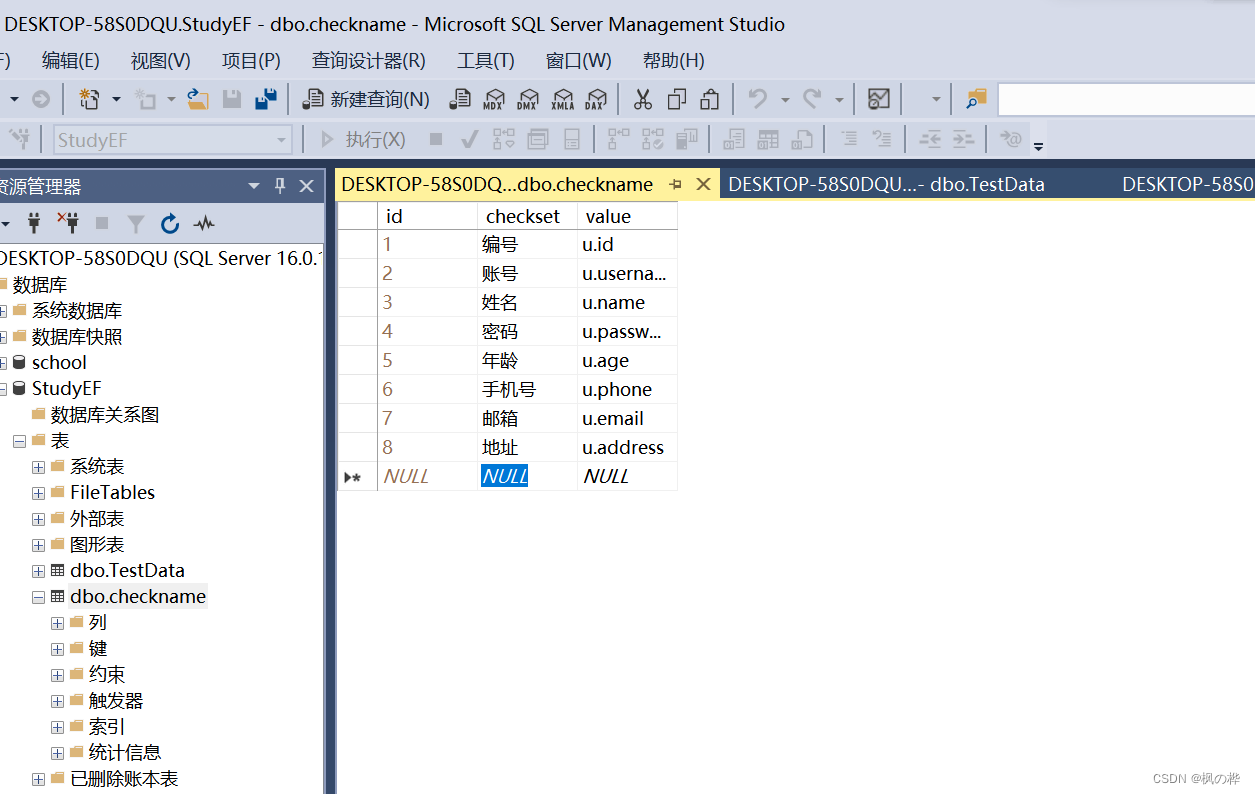 DESKTOP-58S0DQU.StudyEF - dbo.checkname - Microsoft SQL Server Management Studio
F) 编辑(E) 视图(V) 项目(P) 查询设计器(R) 工具(T) 窗口(W) 帮助(H)
新建查询(N) MDX DMX XMLA DAX
StudyEF 执行(X)
资源管理器
DESKTOP-58S0DQ...dbo.checkname DESKTOP-58S0DQU...- dbo.TestData DESKTOP-58S0
id checkset value
1 编号 u.id
2 账号 u.userna...
3 姓名 u.name
4 密码 u.passw...
5 年龄 u.age
6 手机号 u.phone
7 邮箱 u.email
8 地址 u.address
NULL NULL NULL
DESKTOP-58S0DQU (SQL Server 16.0.1
数据库
系统数据库
数据库快照
school
StudyEF
数据库关系图
表
系统表
FileTables
外部表
图形表
dbo.TestData
dbo.checkname
列
键
约束
触发器
索引
统计信息
已删除账本表
CSDN @枫の桦